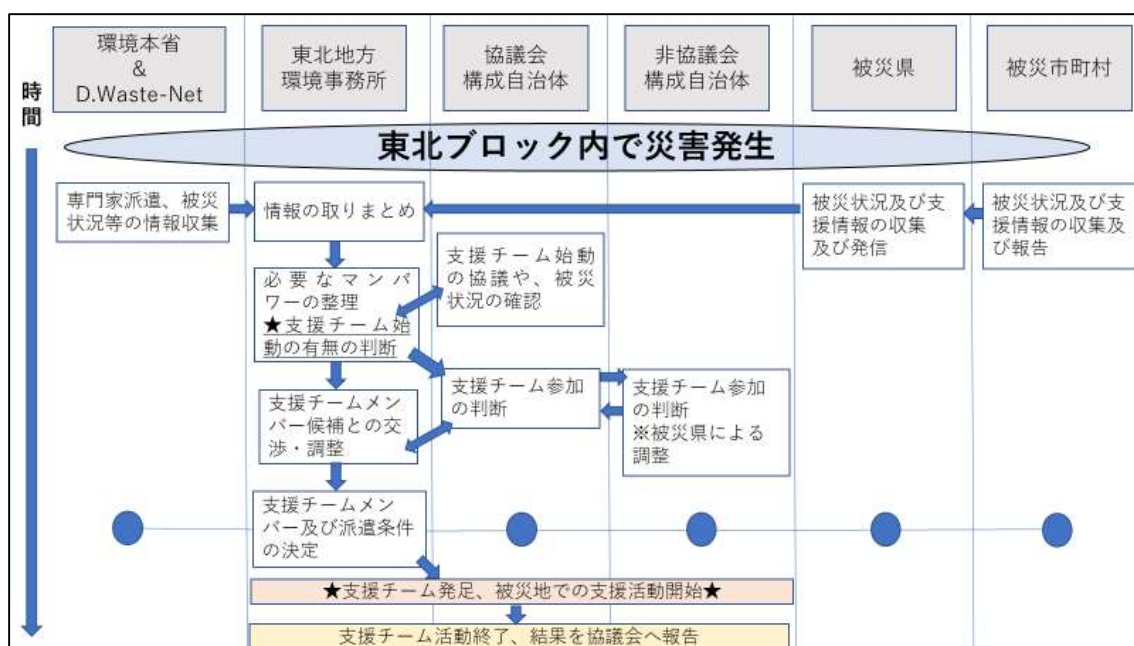 環境本省
&
D.Waste-Net
東北地方
環境事務所
協議会
構成自治体
非協議会
構成自治体
被災県
被災市町村
時間
東北ブロック内で災害発生
専門家派遣、被災
状況等の情報収集
情報の取りまとめ
被災状況及び支
援情報の収集
及び発信
被災状況及び支
援情報の収集及
び報告
必要なマンパ
ワーの整理
★支援チーム始
動の有無の判断
支援チーム始動
の協議や、被災
状況の確認
支援チーム参加
の判断
支援チーム参加
の判断
※被災県による
調整
支援チームメン
バー候補との交
渉・調整
支援チームメン
バー及び派遣条件
の決定
★支援チーム発足、被災地での支援活動開始★
支援チーム活動終了、結果を協議会へ報告